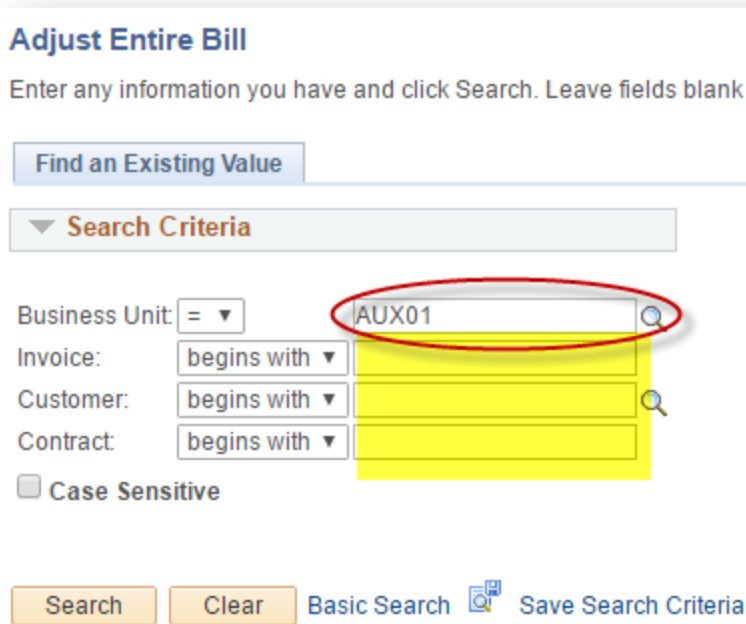 Adjust Entire Bill
Enter any information you have and click Search. Leave fields blank
Find an Existing Value
Search Criteria
Business Unit: = AUX01
Invoice: begins with
Customer: begins with
Contract: begins with
Case Sensitive
Search Clear Basic Search Save Search Criteria